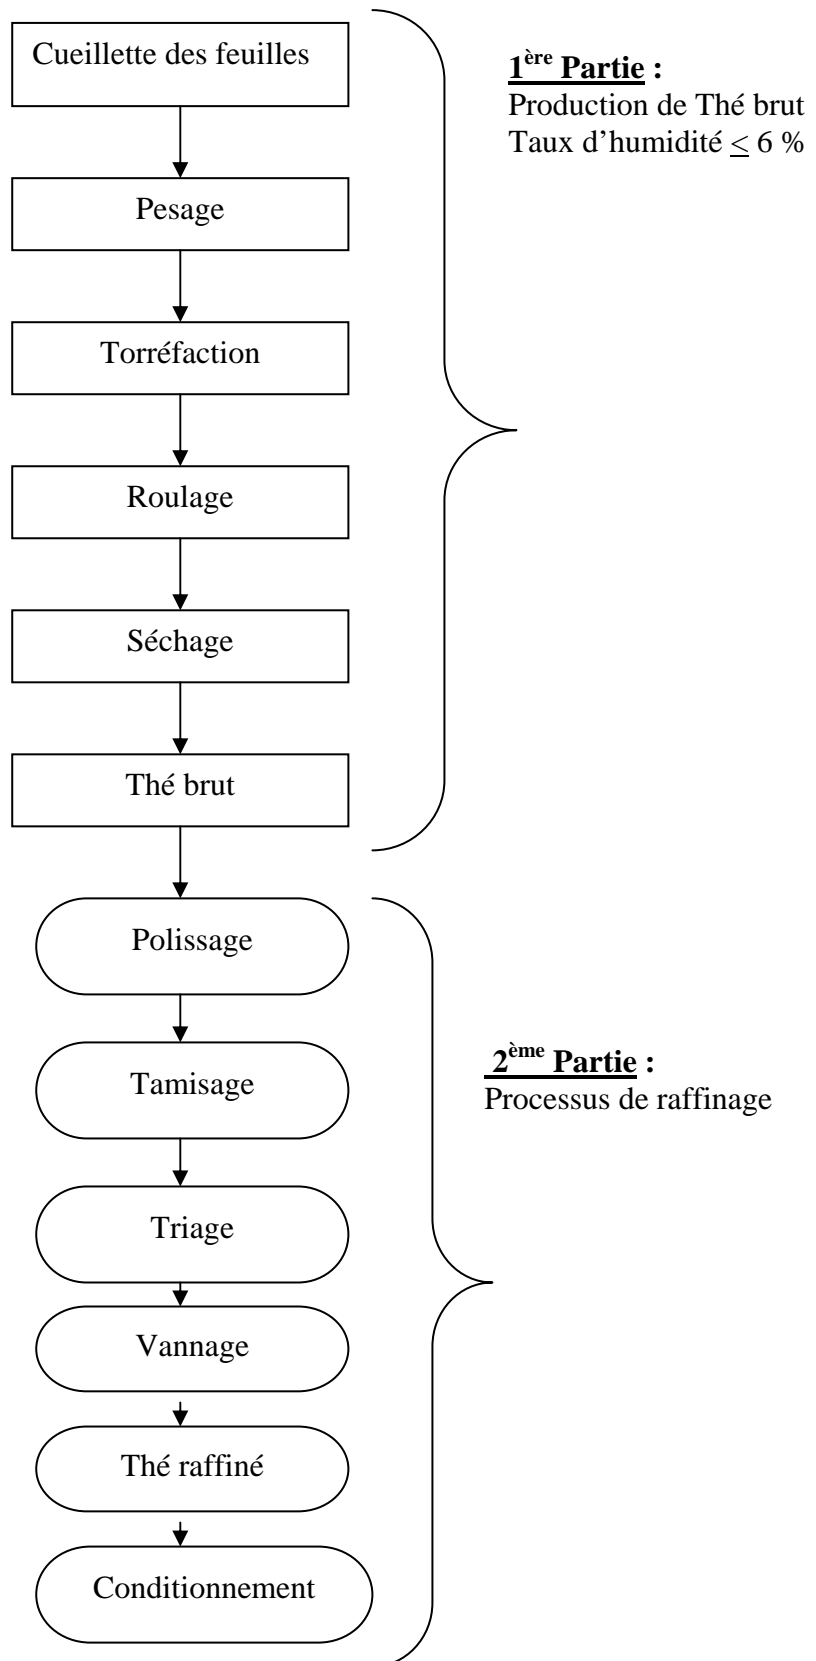 Cueillette des feuilles
1ère Partie :
Production de Thé brut
Taux d’humidité ≤ 6 %
Pesage
Torréfaction
Roulage
Séchage
Thé brut
Polissage
Tamisage
2ème Partie :
Processus de raffinage
Triage
Vannage
Thé raffiné
Conditionnement